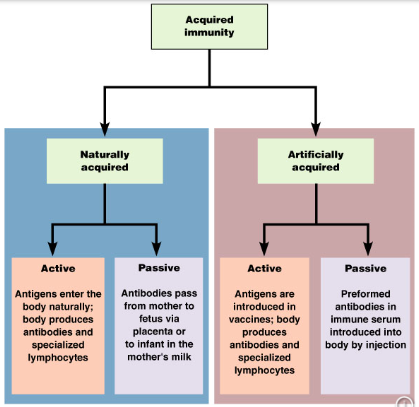 Acquired
immunity
Naturally
acquired
Artificially
acquired
Active
Antigens enter the
body naturally;
body produces
antibodies and
specialized
lymphocytes
Passive
Antibodies pass
from mother to
fetus via
placenta or
to infant in the
mother's milk
Active
Antigens are
introduced in
vaccines; body
produces
antibodies and
specialized
lymphocytes
Passive
Preformed
antibodies in
immune serum
introduced into
body by injection